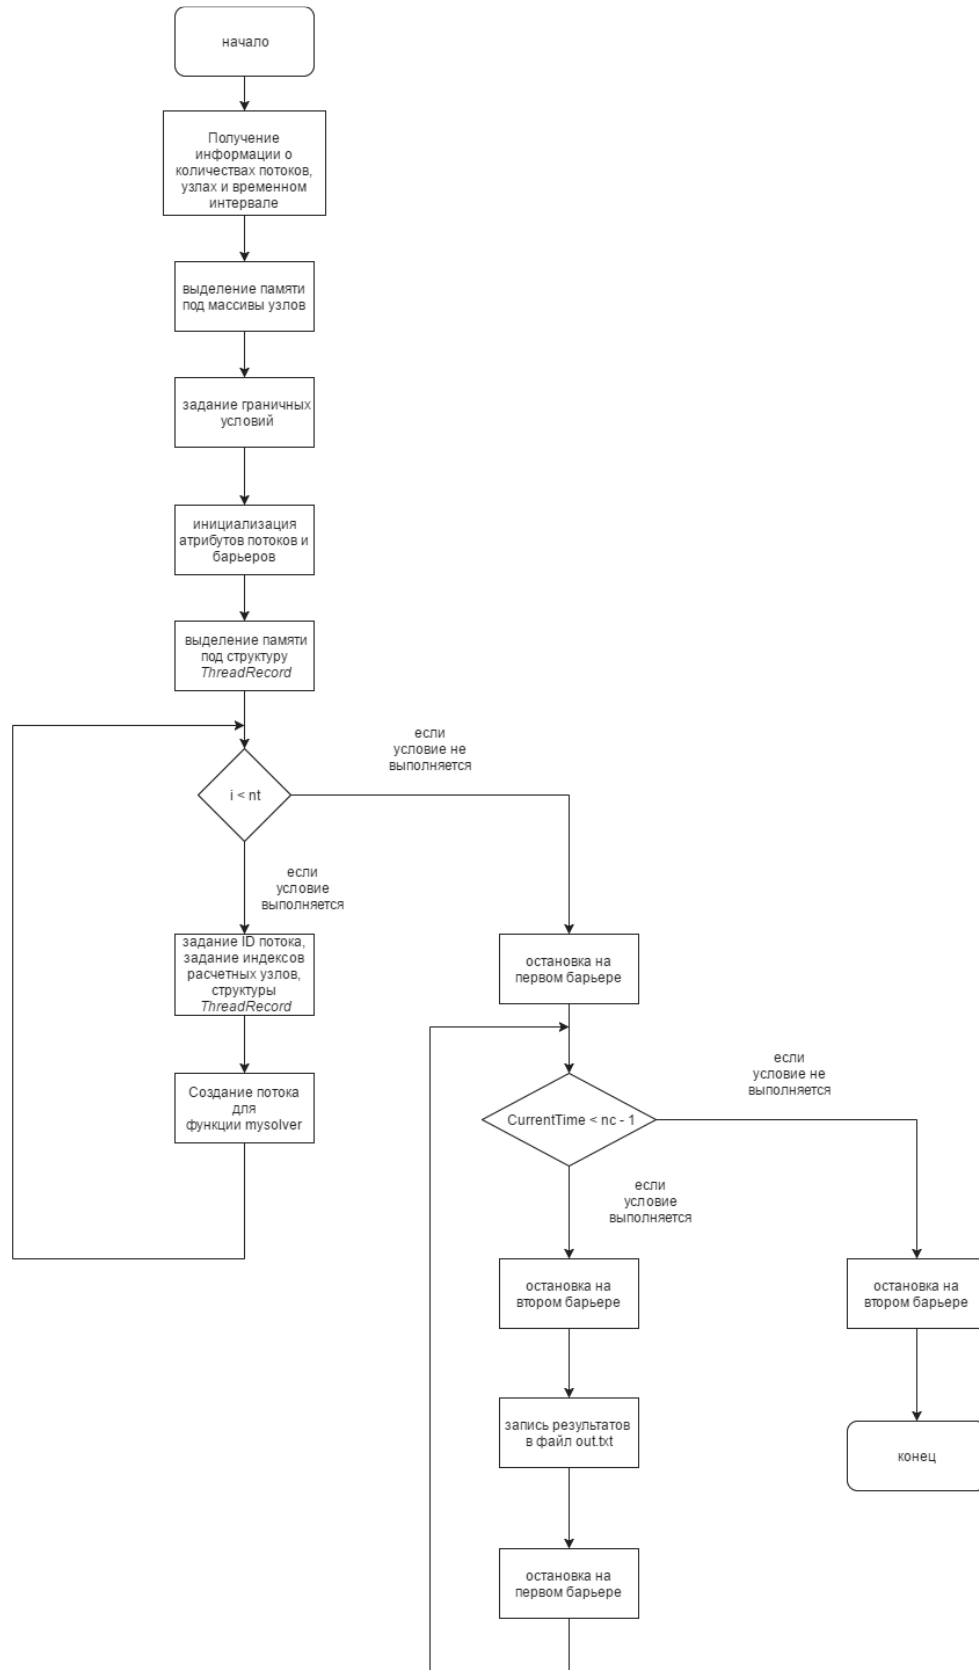 начало
Получение
информации о
количествах потоков,
узлах и временном
интервале
выделение памяти
под массивы узлов
задание граничных
условий
инициализация
атрибутов потоков и
барьеров
выделение памяти
под структуру
ThreadRecord
если
условие не
выполняется
i < nt
если
условие
выполняется
задание ID потока,
задание индексов
расчетных узлов,
структуры
ThreadRecord
Создание потока
для
функции mysolver
остановка на
первом барьере
если
условие не
выполняется
CurrentTime < nc - 1
если
условие
выполняется
остановка на
втором барьере
остановка на
втором барьере
запись результатов
в файл out.txt
конец
остановка на
первом барьере